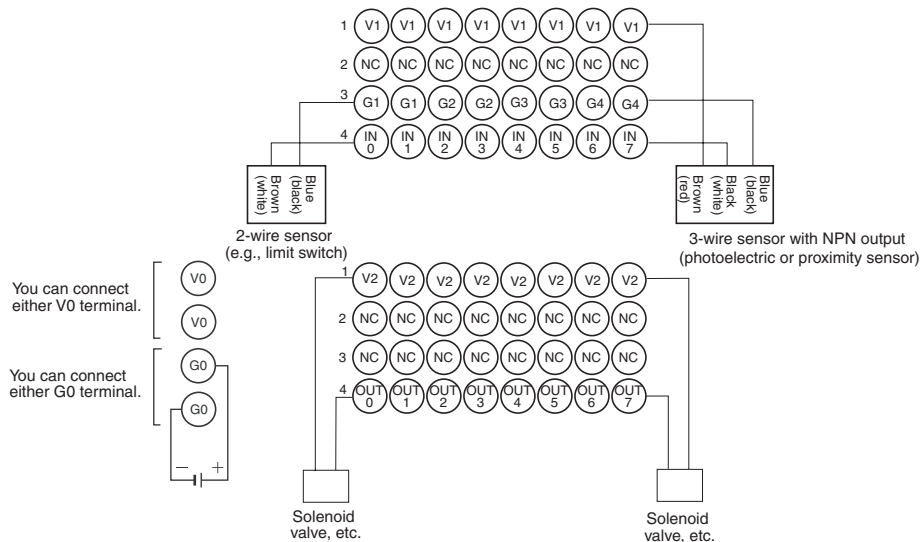 1 V1 V1 V1 V1 V1 V1 V1 V1
2 NC NC NC NC NC NC NC NC
3 G1 G1 G2 G2 G3 G3 G4 G4
4 IN 0 IN 1 IN 2 IN 3 IN 4 IN 5 IN 6 IN 7
Blue (black)
Brown (white)
2-wire sensor
(e.g., limit switch)
Blue (black)
Black (white)
Brown (red)
3-wire sensor with NPN output
(photoelectric or proximity sensor)
You can connect
either V0 terminal.
V0
V0
You can connect
either G0 terminal.
G0
G0
− +
1 V2 V2 V2 V2 V2 V2 V2 V2
2 NC NC NC NC NC NC NC NC
3 NC NC NC NC NC NC NC NC
4 OUT 0 OUT 1 OUT 2 OUT 3 OUT 4 OUT 5 OUT 6 OUT 7
Solenoid
valve, etc.
Solenoid
valve, etc.